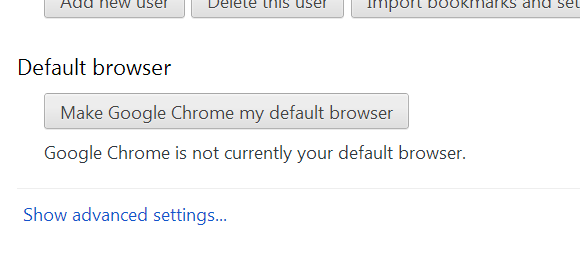 Add new user Delete this user Import bookmarks and set
Default browser
Make Google Chrome my default browser
Google Chrome is not currently your default browser.
Show advanced settings...